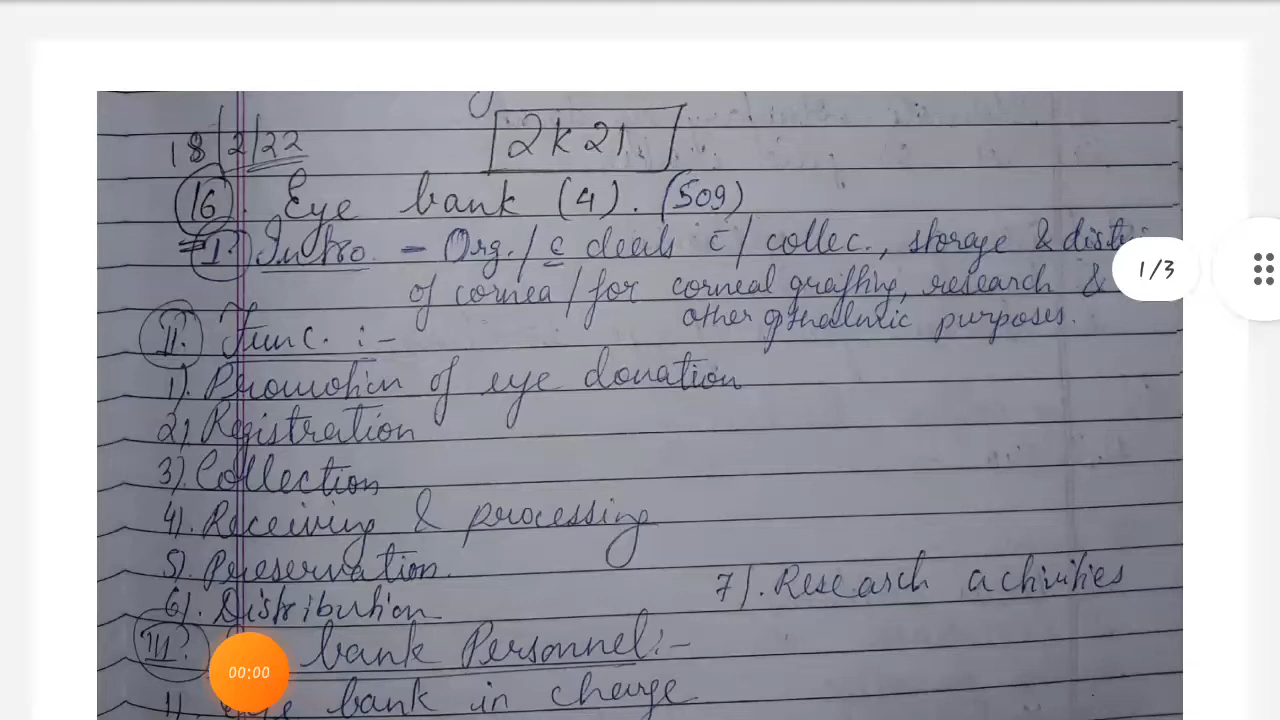 18/2/22 2k21
16. Eye bank (4). (509)
I. Intro. - Org./ c̄ deals c̄/ collec., storage & distri
of cornea/for corneal grafting, research &
other opthalmic purposes.
II. Func. :-
1). Promotion of eye donation
2). Registration
3). Collection
4). Receiving & processing
5). Preservation.
6). Distribution 7). Research activities
III. bank Personnel:-
1). Eye bank in charge
1/3
00:00